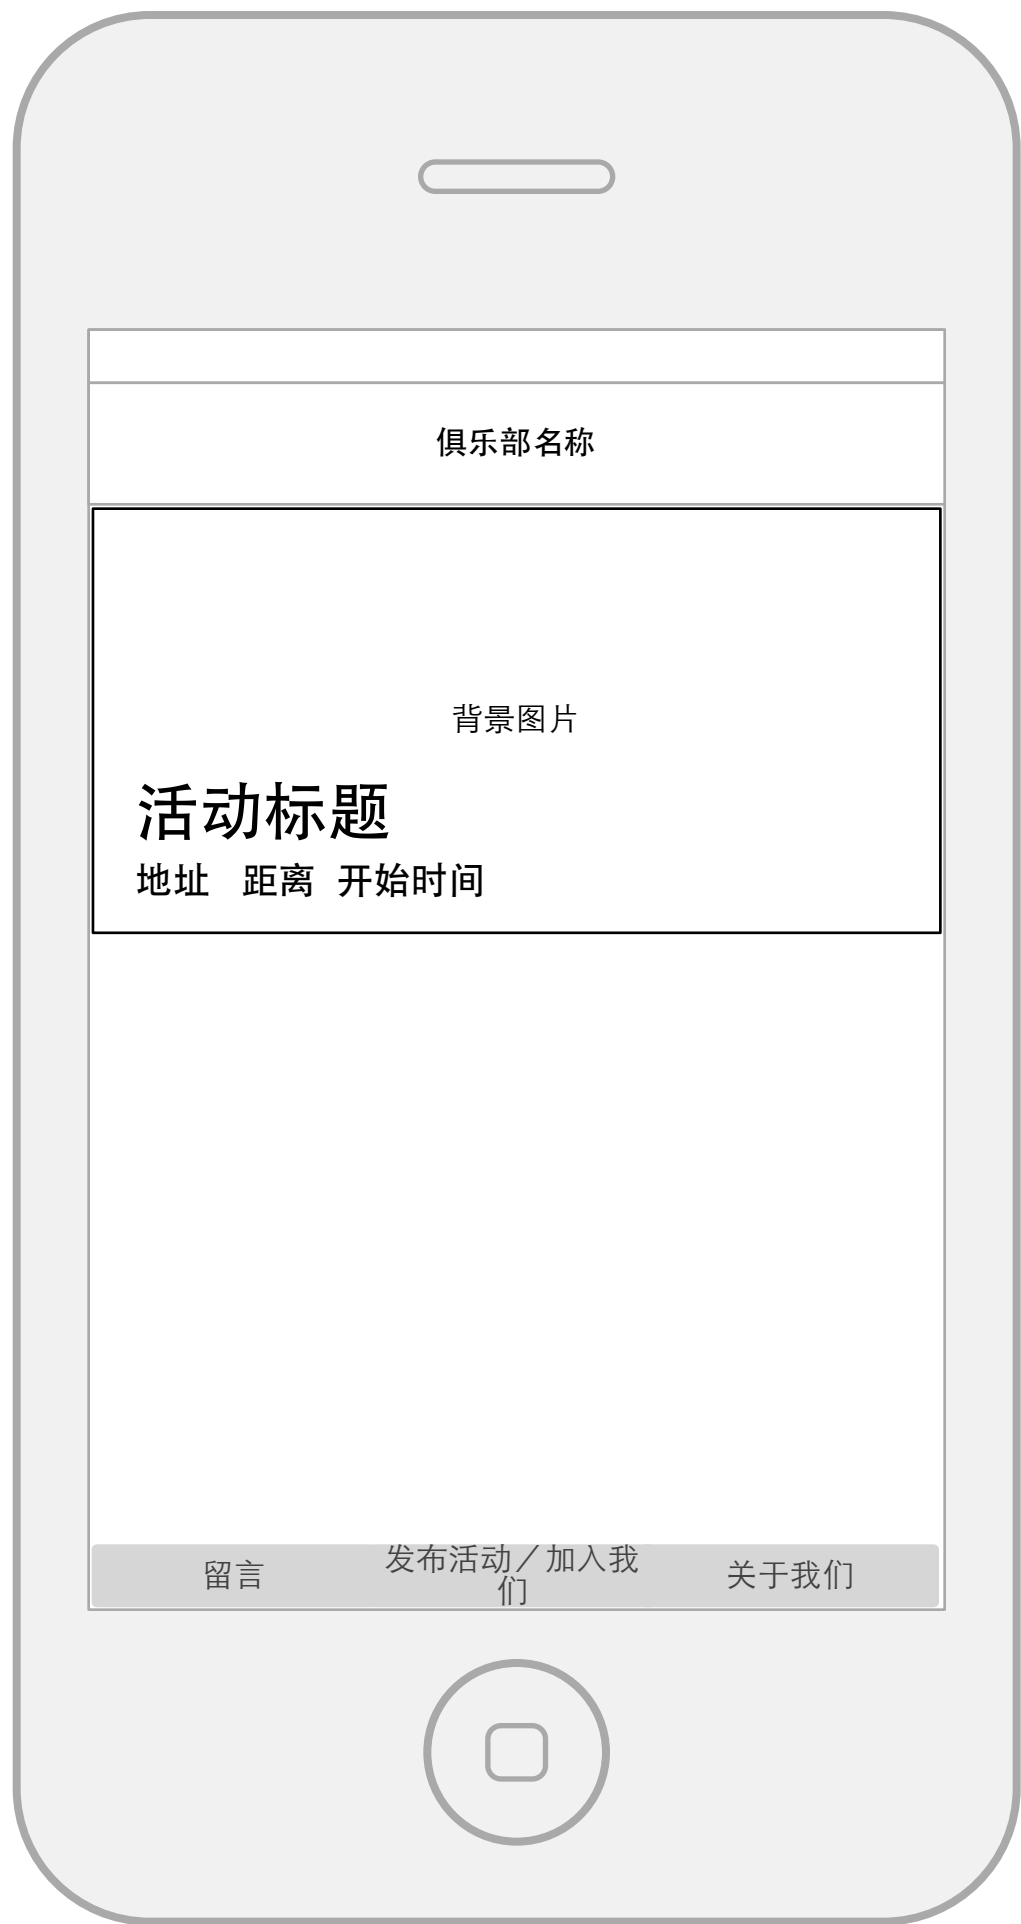 俱乐部名称
背景图片
活动标题
地址 距离 开始时间
留言
发布活动／加入我
们
关于我们